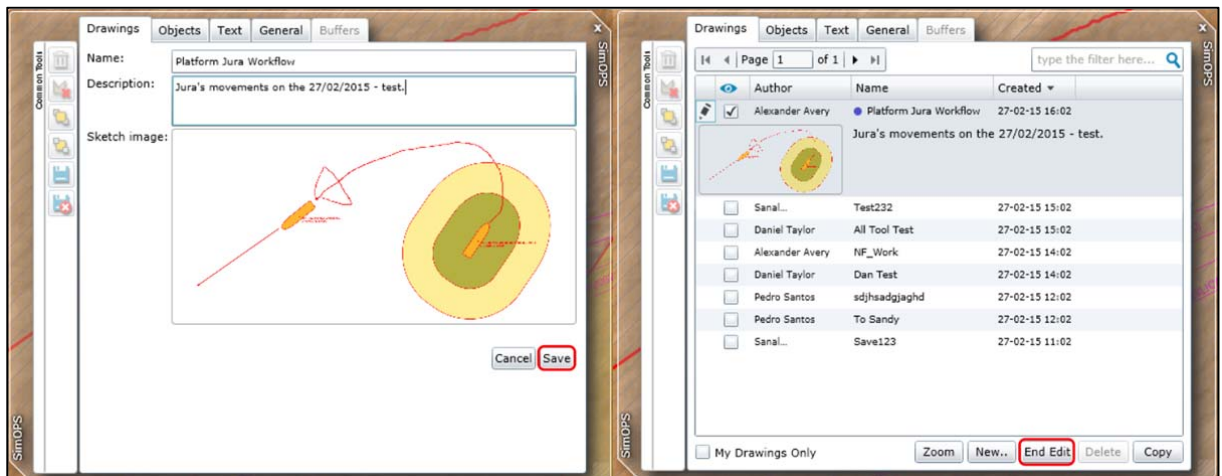 Drawings Objects Text General Buffers x
SimOPS
Common Tools
Name: Platform Jura Workflow
Description: Jura's movements on the 27/02/2015 - test.
Sketch image:
Cancel Save
SimOPS
Drawings Objects Text General Buffers x
SimOPS
Common Tools
Page 1 of 1 type the filter here...
Author Name Created
Alexander Avery Platform Jura Workflow 27-02-15 16:02
Jura's movements on the 27/02/2015 - test.
Sanal... Test232 27-02-15 15:02
Daniel Taylor All Tool Test 27-02-15 15:02
Alexander Avery NF_Work 27-02-15 14:02
Daniel Taylor Dan Test 27-02-15 14:02
Pedro Santos sdjhsadgjaghd 27-02-15 12:02
Pedro Santos To Sandy 27-02-15 12:02
Sanal... Save123 27-02-15 11:02
My Drawings Only Zoom New.. End Edit Delete Copy
SimOPS